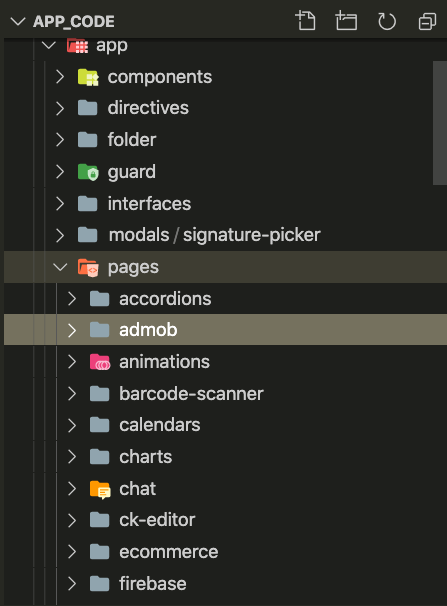 APP_CODE
app
components
directives
folder
guard
interfaces
modals / signature-picker
pages
accordions
admob
animations
barcode-scanner
calendars
charts
chat
ck-editor
ecommerce
firebase